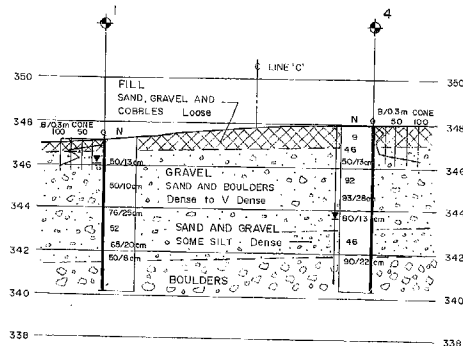 1
4
℄ LINE 'C'
350
350
FILL
SAND, GRAVEL AND
COBBLES Loose
348
348
B/0.3m CONE
100 50 0 N
N 0 50 100
B/0.3m CONE
9
46
346
346
50/13cm
50/13cm
GRAVEL
SAND AND BOULDERS
Dense to V Dense
92
50/10cm
93/28cm
344
344
76/25cm
80/13cm
52
SAND AND GRAVEL
SOME SILT Dense
46
65/20cm
342
342
50/8cm
90/22cm
BOULDERS
340
340
338
338